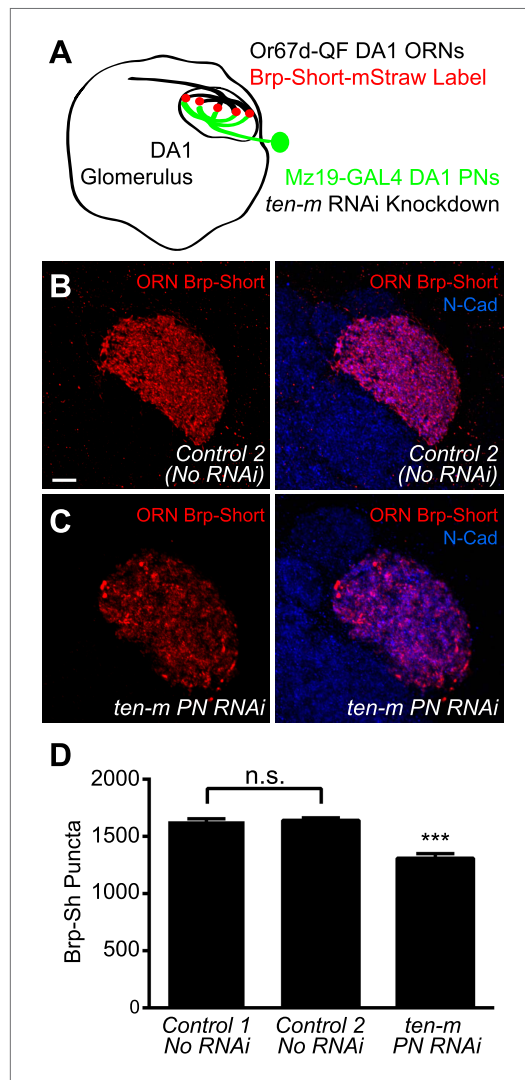 A
Or67d-QF DA1 ORNs
Brp-Short-mStraw Label
DA1
Glomerulus
Mz19-GAL4 DA1 PNs
ten-m RNAi Knockdown
B
ORN Brp-Short
Control 2
(No RNAi)
ORN Brp-Short
N-Cad
Control 2
(No RNAi)
C
ORN Brp-Short
ten-m PN RNAi
ORN Brp-Short
N-Cad
ten-m PN RNAi
D
Brp-Sh Puncta
2000
1500
1000
500
0
n.s.
***
Control 1
No RNAi
Control 2
No RNAi
ten-m
PN RNAi